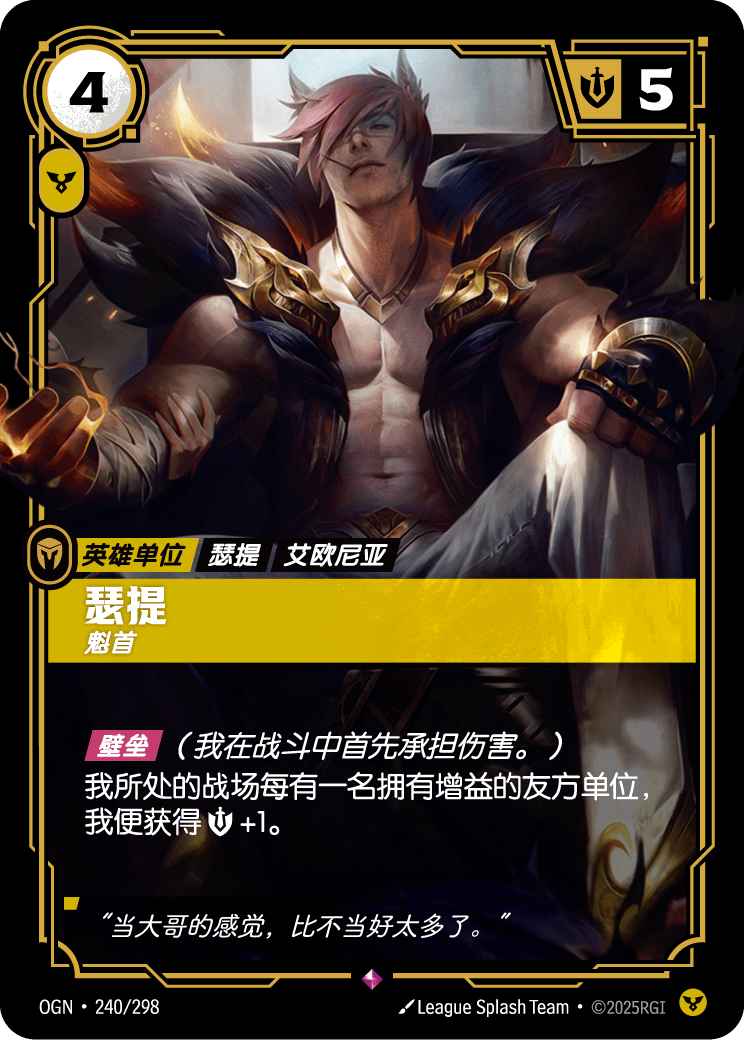 4
5
英雄单位 瑟提 艾欧尼亚
瑟提
魁首
壁垒（我在战斗中首先承担伤害。）
我所处的战场每有一名拥有增益的友方单位，
我便获得 +1。
“当大哥的感觉，比不当好太多了。”
OGN • 240/298
League Splash Team • ©2025RGI